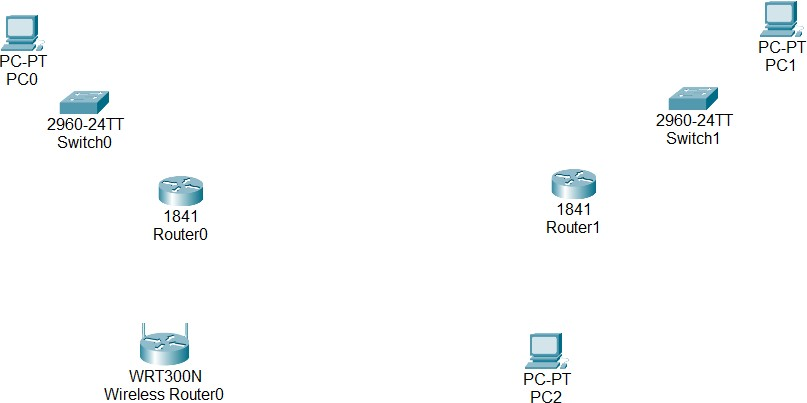 PC-PT
PC0
PC-PT
PC1
2960-24TT
Switch0
2960-24TT
Switch1
1841
Router0
1841
Router1
WRT300N
Wireless Router0
PC-PT
PC2